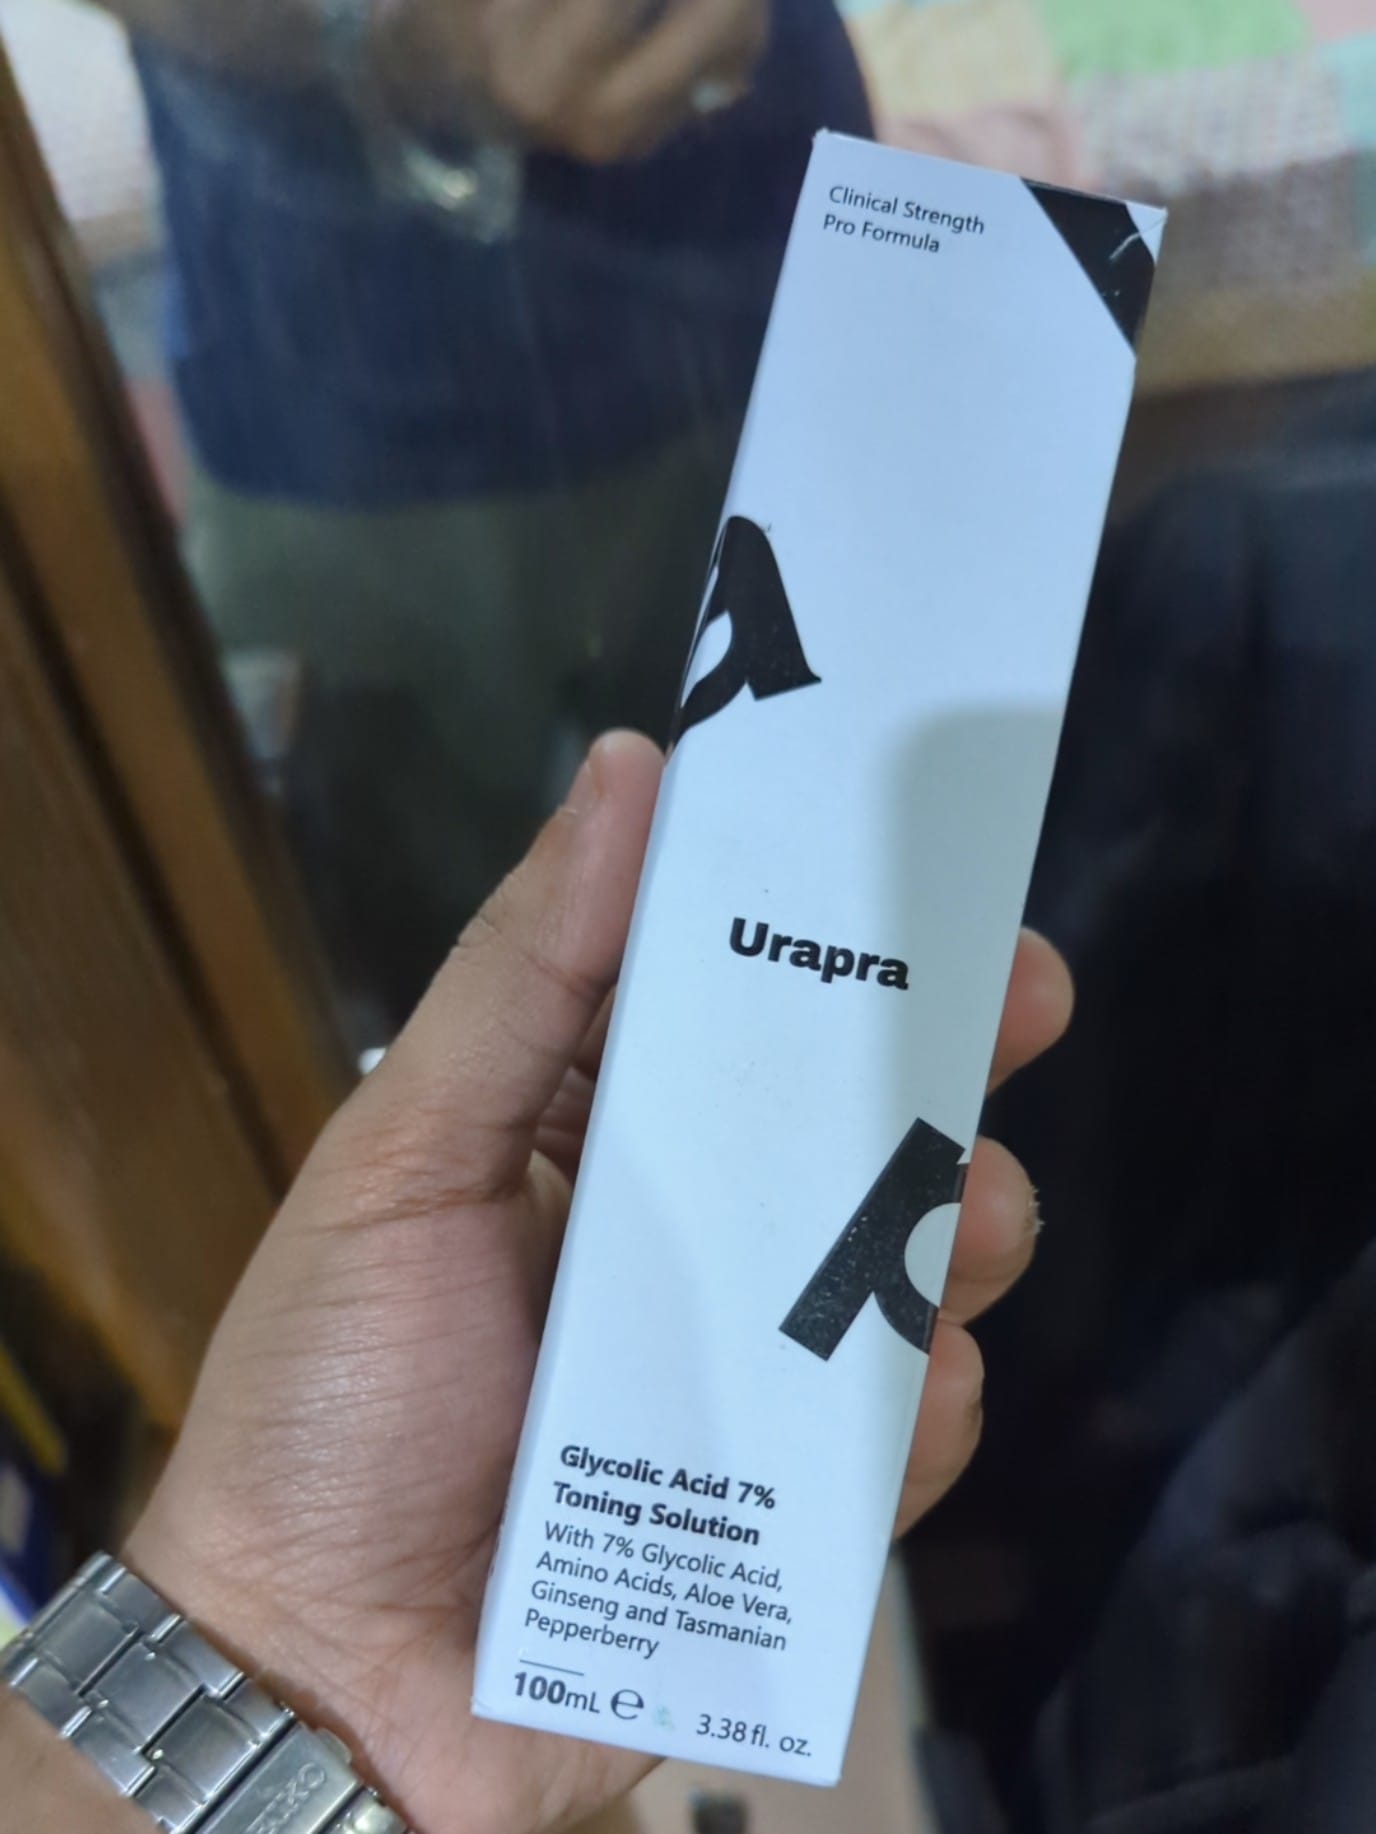 Clinical Strength
Pro Formula
Urapra
Glycolic Acid 7%
Toning Solution
With 7% Glycolic Acid,
Amino Acids, Aloe Vera,
Ginseng and Tasmanian
Pepperberry
100mL ℮ 3.38 fl. oz.